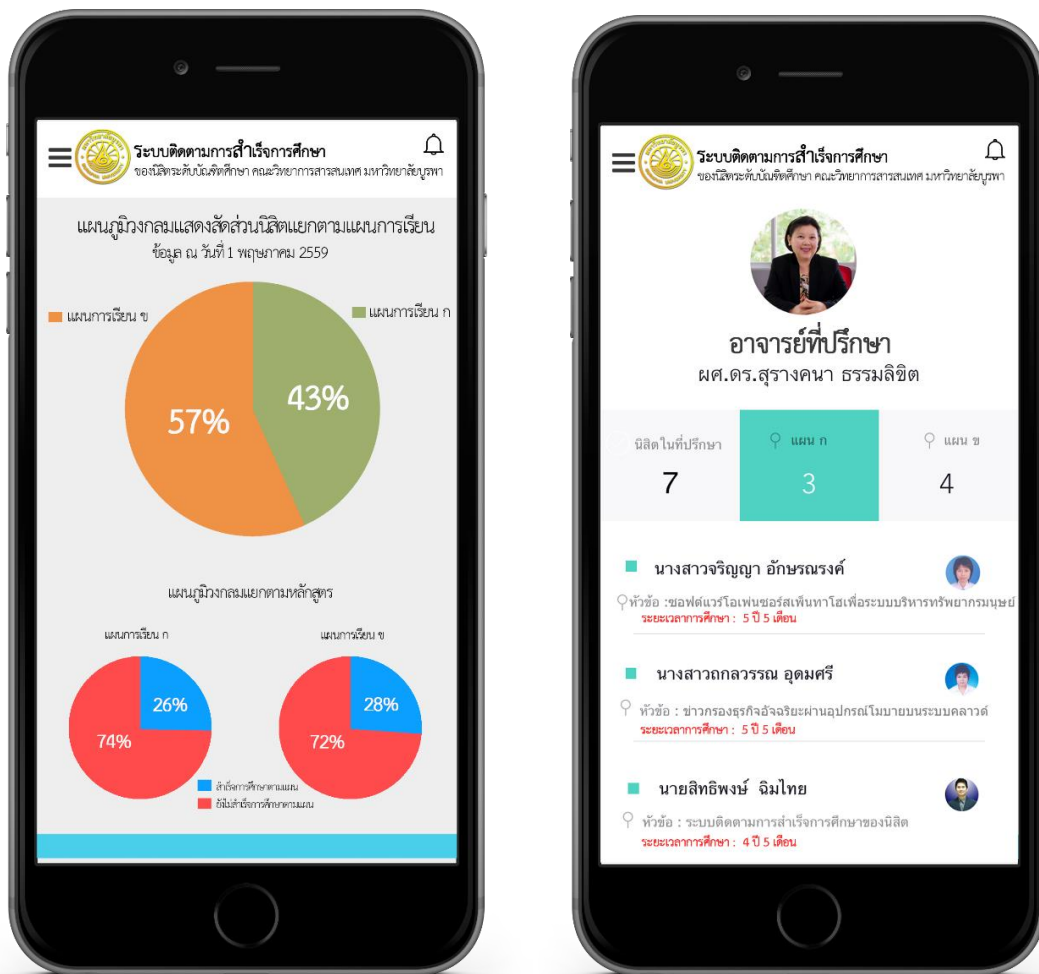 ระบบติดตามการสำเร็จการศึกษา
ของนิสิตระดับบัณฑิตศึกษา คณะวิทยาการสารสนเทศ มหาวิทยาลัยบูรพา
แผนภูมิวงกลมแสดงสัดส่วนนิสิตแยกตามแผนการเรียน
ข้อมูล ณ วันที่ 1 พฤษภาคม 2559
แผนการเรียน ข
แผนการเรียน ก
57%
43%
แผนภูมิวงกลมแยกตามหลักสูตร
แผนการเรียน ก
แผนการเรียน ข
26%
74%
28%
72%
สำเร็จการศึกษาตามแผน
ยังไม่สำเร็จการศึกษาตามแผน
ระบบติดตามการสำเร็จการศึกษา
ของนิสิตระดับบัณฑิตศึกษา คณะวิทยาการสารสนเทศ มหาวิทยาลัยบูรพา
อาจารย์ที่ปรึกษา
ผศ.ดร.สุรางคนา ธรรมลิขิต
นิสิตในที่ปรึกษา
7
แผน ก
3
แผน ข
4
นางสาวจริญญา อักษรณรงค์
หัวข้อ :ซอฟต์แวร์โอเพ่นซอร์สเพ็นทาโฮเพื่อระบบบริหารทรัพยากรมนุษย์
ระยะเวลาการศึกษา : 5 ปี 5 เดือน
นางสาวถกลวรรณ อุดมศรี
หัวข้อ : ข่าวกรองธุรกิจอัจฉริยะผ่านอุปกรณ์โมบายบนระบบคลาวด์
ระยะเวลาการศึกษา : 5 ปี 5 เดือน
นายสิทธิพงษ์ ฉิมไทย
หัวข้อ : ระบบติดตามการสำเร็จการศึกษาของนิสิต
ระยะเวลาการศึกษา : 4 ปี 5 เดือน